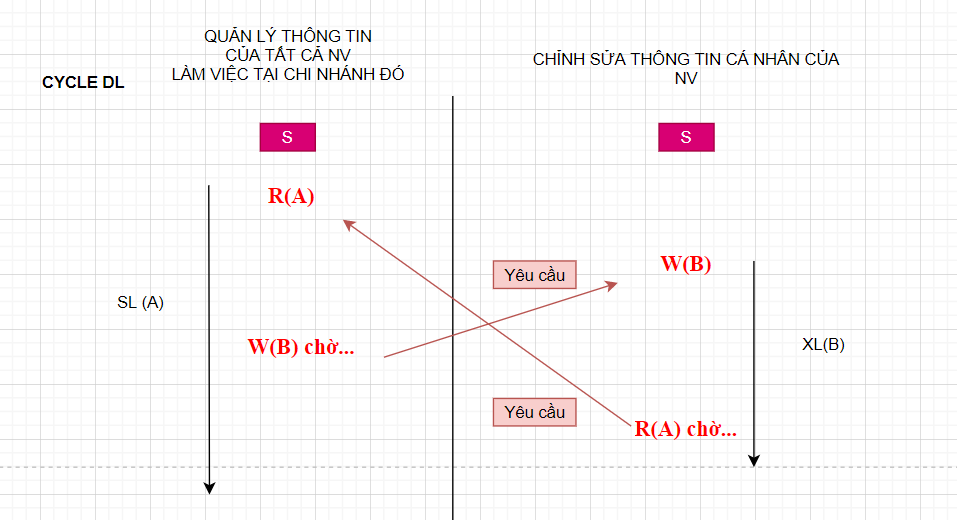 QUẢN LÝ THÔNG TIN
CỦA TẤT CẢ NV
LÀM VIỆC TẠI CHI NHÁNH ĐÓ
CHỈNH SỬA THÔNG TIN CÁ NHÂN CỦA
NV
CYCLE DL
S
S
R(A)
W(B)
Yêu cầu
SL (A)
W(B) chờ...
XL(B)
Yêu cầu
R(A) chờ...